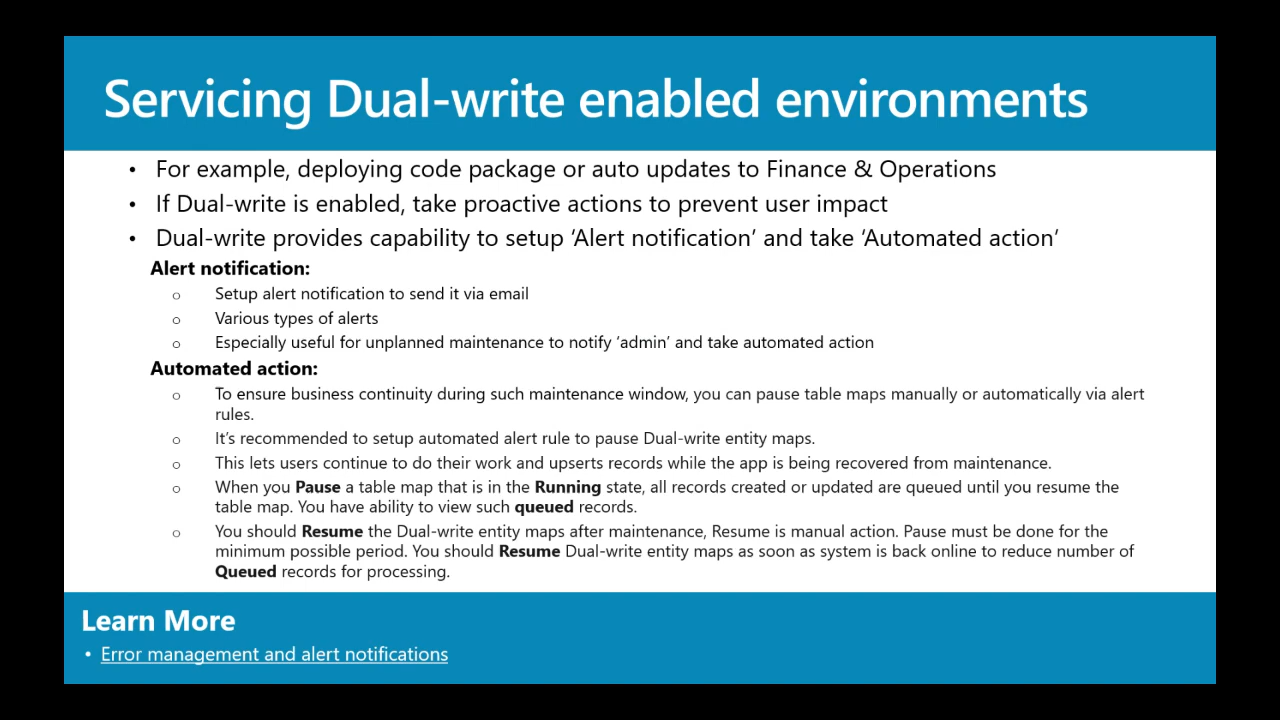 Servicing Dual-write enabled environments
• For example, deploying code package or auto updates to Finance & Operations
• If Dual-write is enabled, take proactive actions to prevent user impact
• Dual-write provides capability to setup ‘Alert notification’ and take ‘Automated action’
Alert notification:
o Setup alert notification to send it via email
o Various types of alerts
o Especially useful for unplanned maintenance to notify ‘admin’ and take automated action
Automated action:
o To ensure business continuity during such maintenance window, you can pause table maps manually or automatically via alert
rules.
o It’s recommended to setup automated alert rule to pause Dual-write entity maps.
o This lets users continue to do their work and upserts records while the app is being recovered from maintenance.
o When you Pause a table map that is in the Running state, all records created or updated are queued until you resume the
table map. You have ability to view such queued records.
o You should Resume the Dual-write entity maps after maintenance, Resume is manual action. Pause must be done for the
minimum possible period. You should Resume Dual-write entity maps as soon as system is back online to reduce number of
Queued records for processing.
Learn More
• Error management and alert notifications